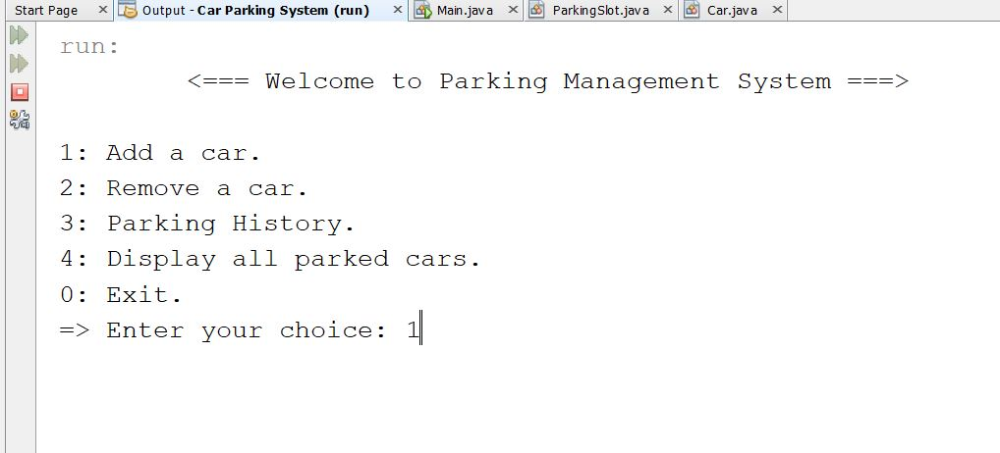 Start Page Output - Car Parking System (run) Main.java ParkingSlot.java Car.java
run:
<=== Welcome to Parking Management System ===>
1: Add a car.
2: Remove a car.
3: Parking History.
4: Display all parked cars.
0: Exit.
=> Enter your choice: 1